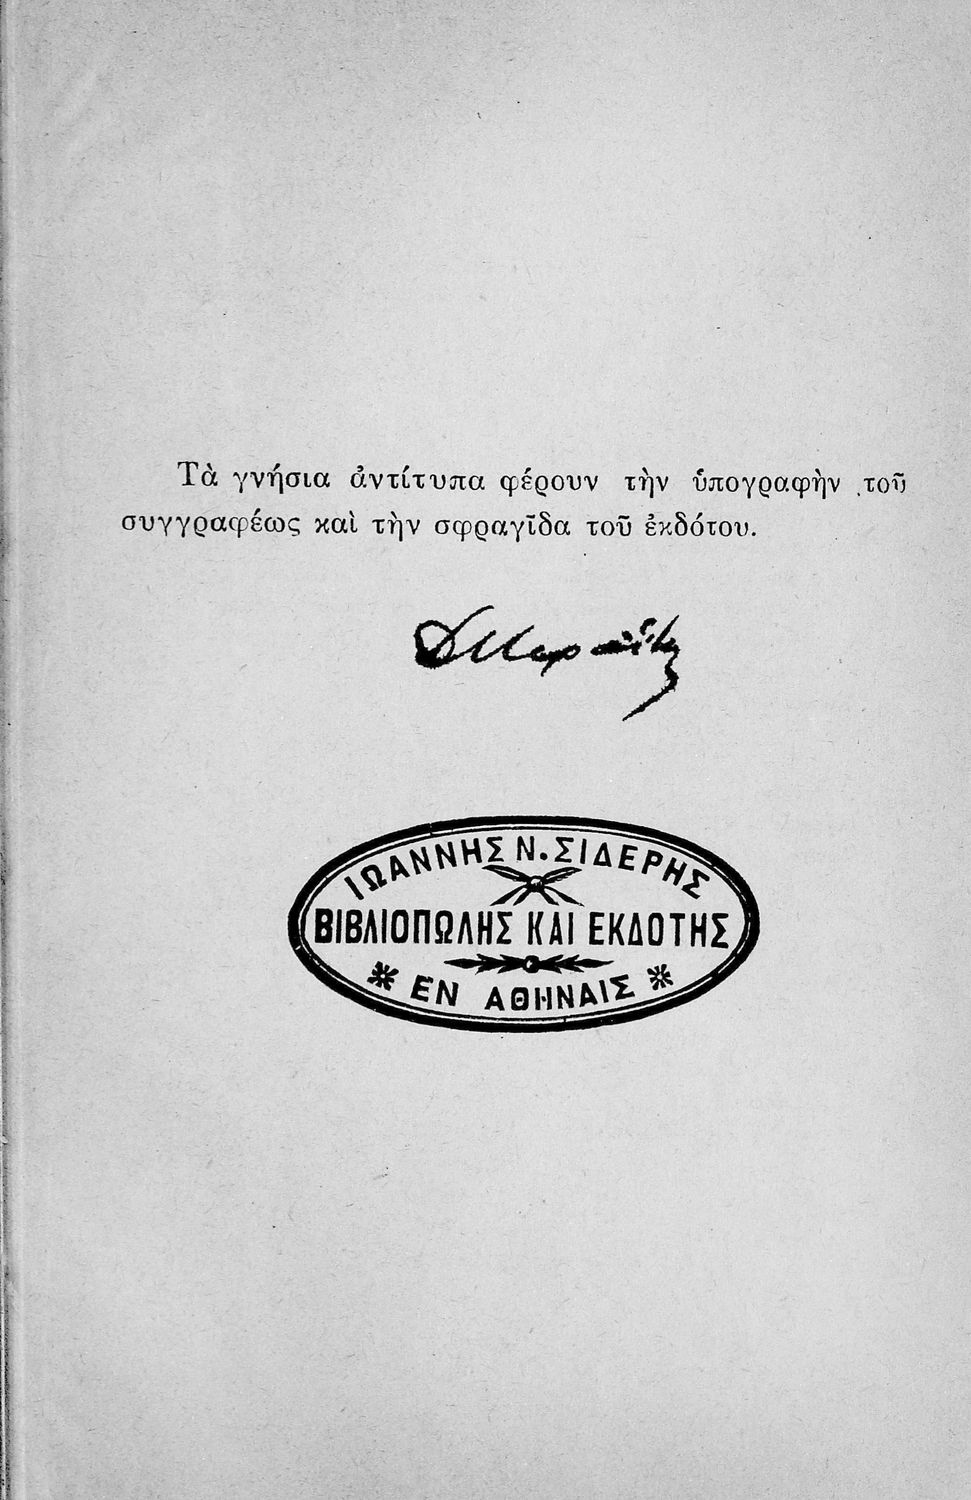 Τὰ γνήσια ἀντίτυπα φέρουν τὴν ὑπογραφὴν τοῦ
συγγραφέως καὶ τὴν σφραγῖδα τοῦ ἐκδότου.
ΙΩΑΝΝΗΣ Ν. ΣΙΔΕΡΗΣ
ΒΙΒΛΙΟΠΩΛΗΣ ΚΑΙ ΕΚΔΟΤΗΣ
ΕΝ ΑΘΗΝΑΙΣ